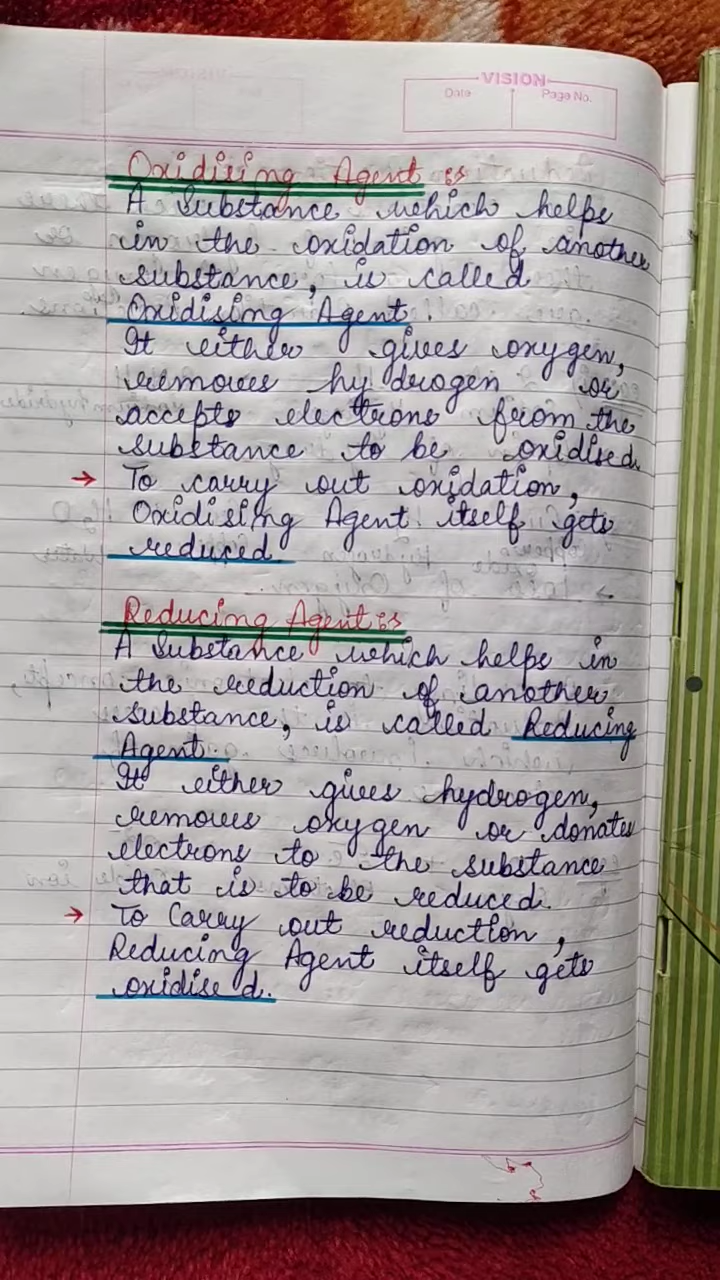 VISION
Date Page No.
Oxidising Agent :-
A Substance which helps
in the oxidation of another
substance, is called
Oxidising Agent.
It either gives oxygen,
removes hydrogen or
accepts electrons from the
substance to be oxidised.
→ To carry out oxidation,
Oxidising Agent itself gets
reduced.
Reducing Agent :-
A Substance which helps in
the reduction of another
substance, is called Reducing
Agent.
It either gives hydrogen,
removes oxygen or donates
electrons to the substance
that is to be reduced.
→ To Carry out reduction,
Reducing Agent itself gets
oxidised.